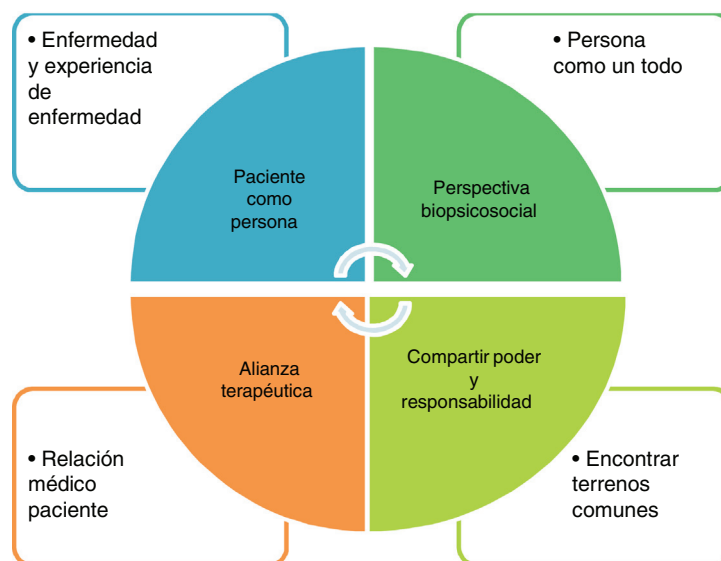 • Enfermedad
y experiencia
de
enfermedad
• Persona
como un todo
Paciente
como
persona
Perspectiva
biopsicosocial
Alianza
terapéutica
Compartir poder
y
responsabilidad
• Relación
médico
paciente
• Encontrar
terrenos
comunes